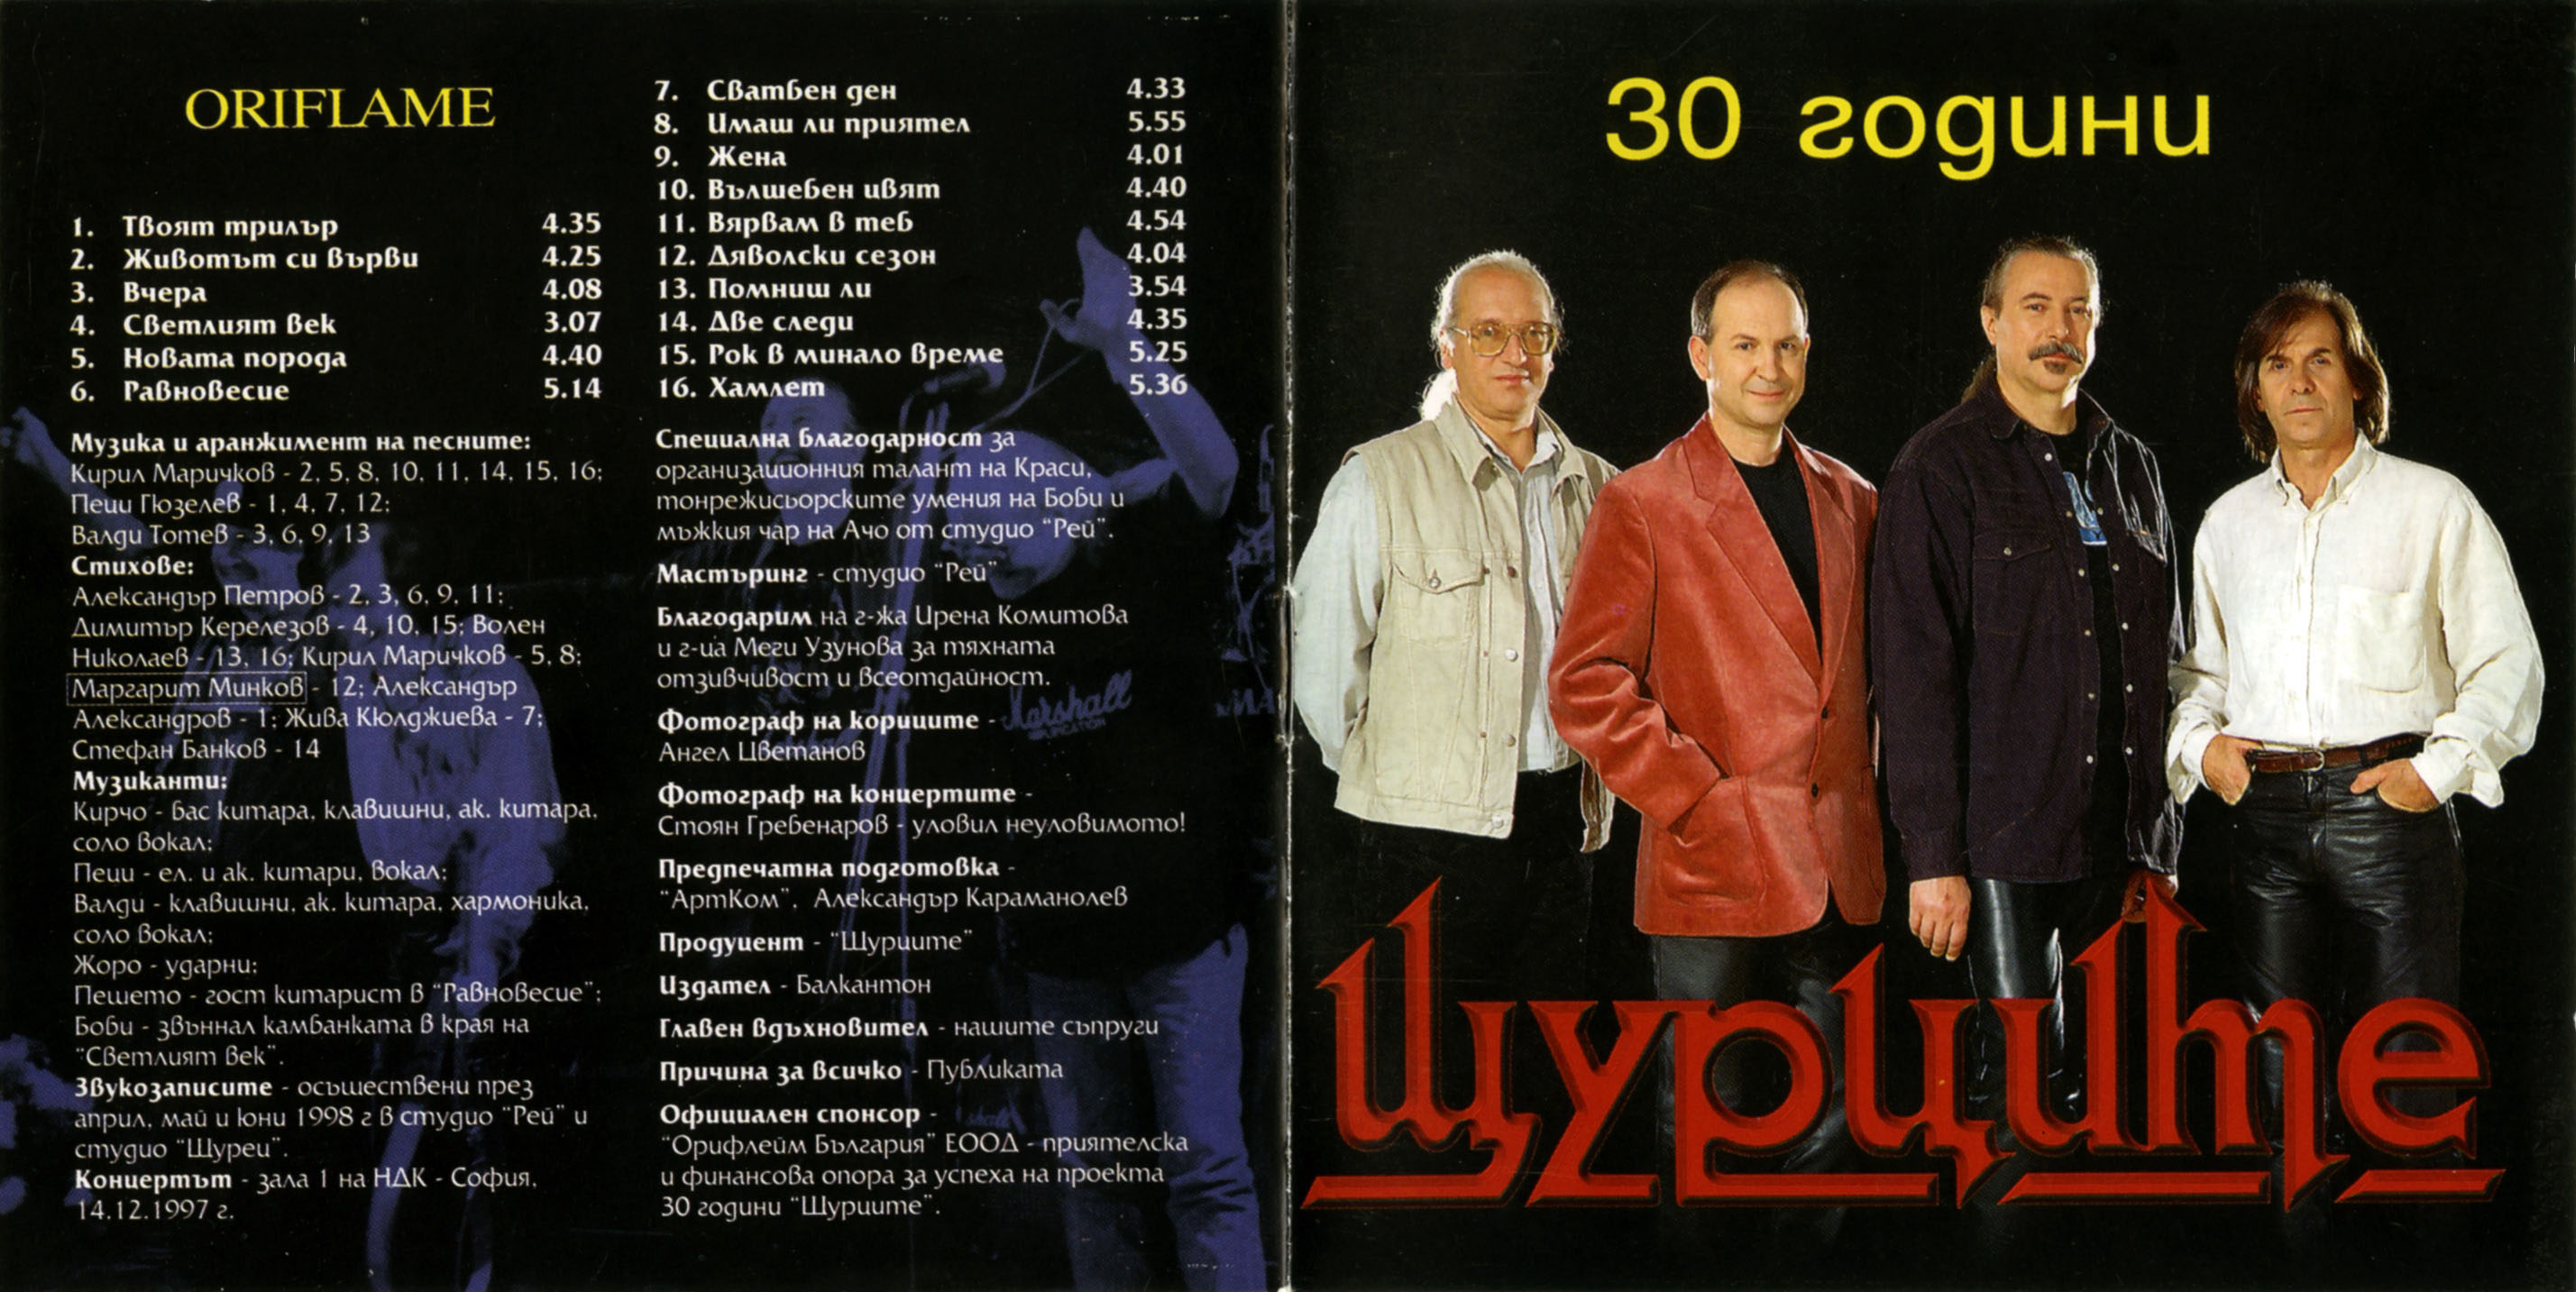 ORIFLAME
1. Твоят трилър 4.35
2. Животът си върви 4.25
3. Вчера 4.08
4. Светлият век 3.07
5. Новата порода 4.40
6. Равновесие 5.14
Музика и аранжимент на песните:
Кирил Маричков - 2, 5, 8, 10, 11, 14, 15, 16;
Пеци Гюзелев - 1, 4, 7, 12;
Валди Тотев - 3, 6, 9, 13
Стихове:
Александър Петров - 2, 3, 6, 9, 11;
Димитър Керелезов - 4, 10, 15; Волен
Николаев - 13, 16; Кирил Маричков - 5, 8;
Маргарит Минков - 12; Александър
Александров - 1; Жива Кюлджиева - 7;
Стефан Банков - 14
Музиканти:
Кирчо - бас китара, клавишни, ак. китара,
соло вокал;
Пеци - ел. и ак. китари, вокал;
Валди - клавишни, ак. китара, хармоника,
соло вокал;
Жоро - ударни;
Пешето - гост китарист в "Равновесие";
Боби - звъннал камбанката в края на
"Светлият век".
Звукозаписите - осъществени през
април, май и юни 1998 г в студио "Рей" и
студио "Щурец".
Концертът - зала 1 на НДК - София,
14.12.1997 г.
7. Сватбен ден 4.33
8. Имаш ли приятел 5.55
9. Жена 4.01
10. Вълшебен цвят 4.40
11. Вярвам в теб 4.54
12. Дяволски сезон 4.04
13. Помниш ли 3.54
14. Две следи 4.35
15. Рок в минало време 5.25
16. Хамлет 5.36
Специална благодарност за
организационния талант на Краси,
тонрежисьорските умения на Боби и
мъжкия чар на Ачо от студио "Рей".
Мастъринг - студио "Рей"
Благодарим на г-жа Ирена Комитова
и г-ца Меги Узунова за тяхната
отзивчивост и всеотдайност.
Фотограф на кориците -
Ангел Цветанов
Фотограф на концертите -
Стоян Гребенаров - уловил неуловимото!
Предпечатна подготовка -
"АртКом", Александър Караманолев
Продуцент - "Щурците"
Издател - Балкантон
Главен вдъхновител - нашите съпруги
Причина за всичко - Публиката
Официален спонсор -
"Орифлейм България" ЕООД - приятелска
и финансова опора за успеха на проекта
30 години "Щурците".
Marshall
30 години
Щурците